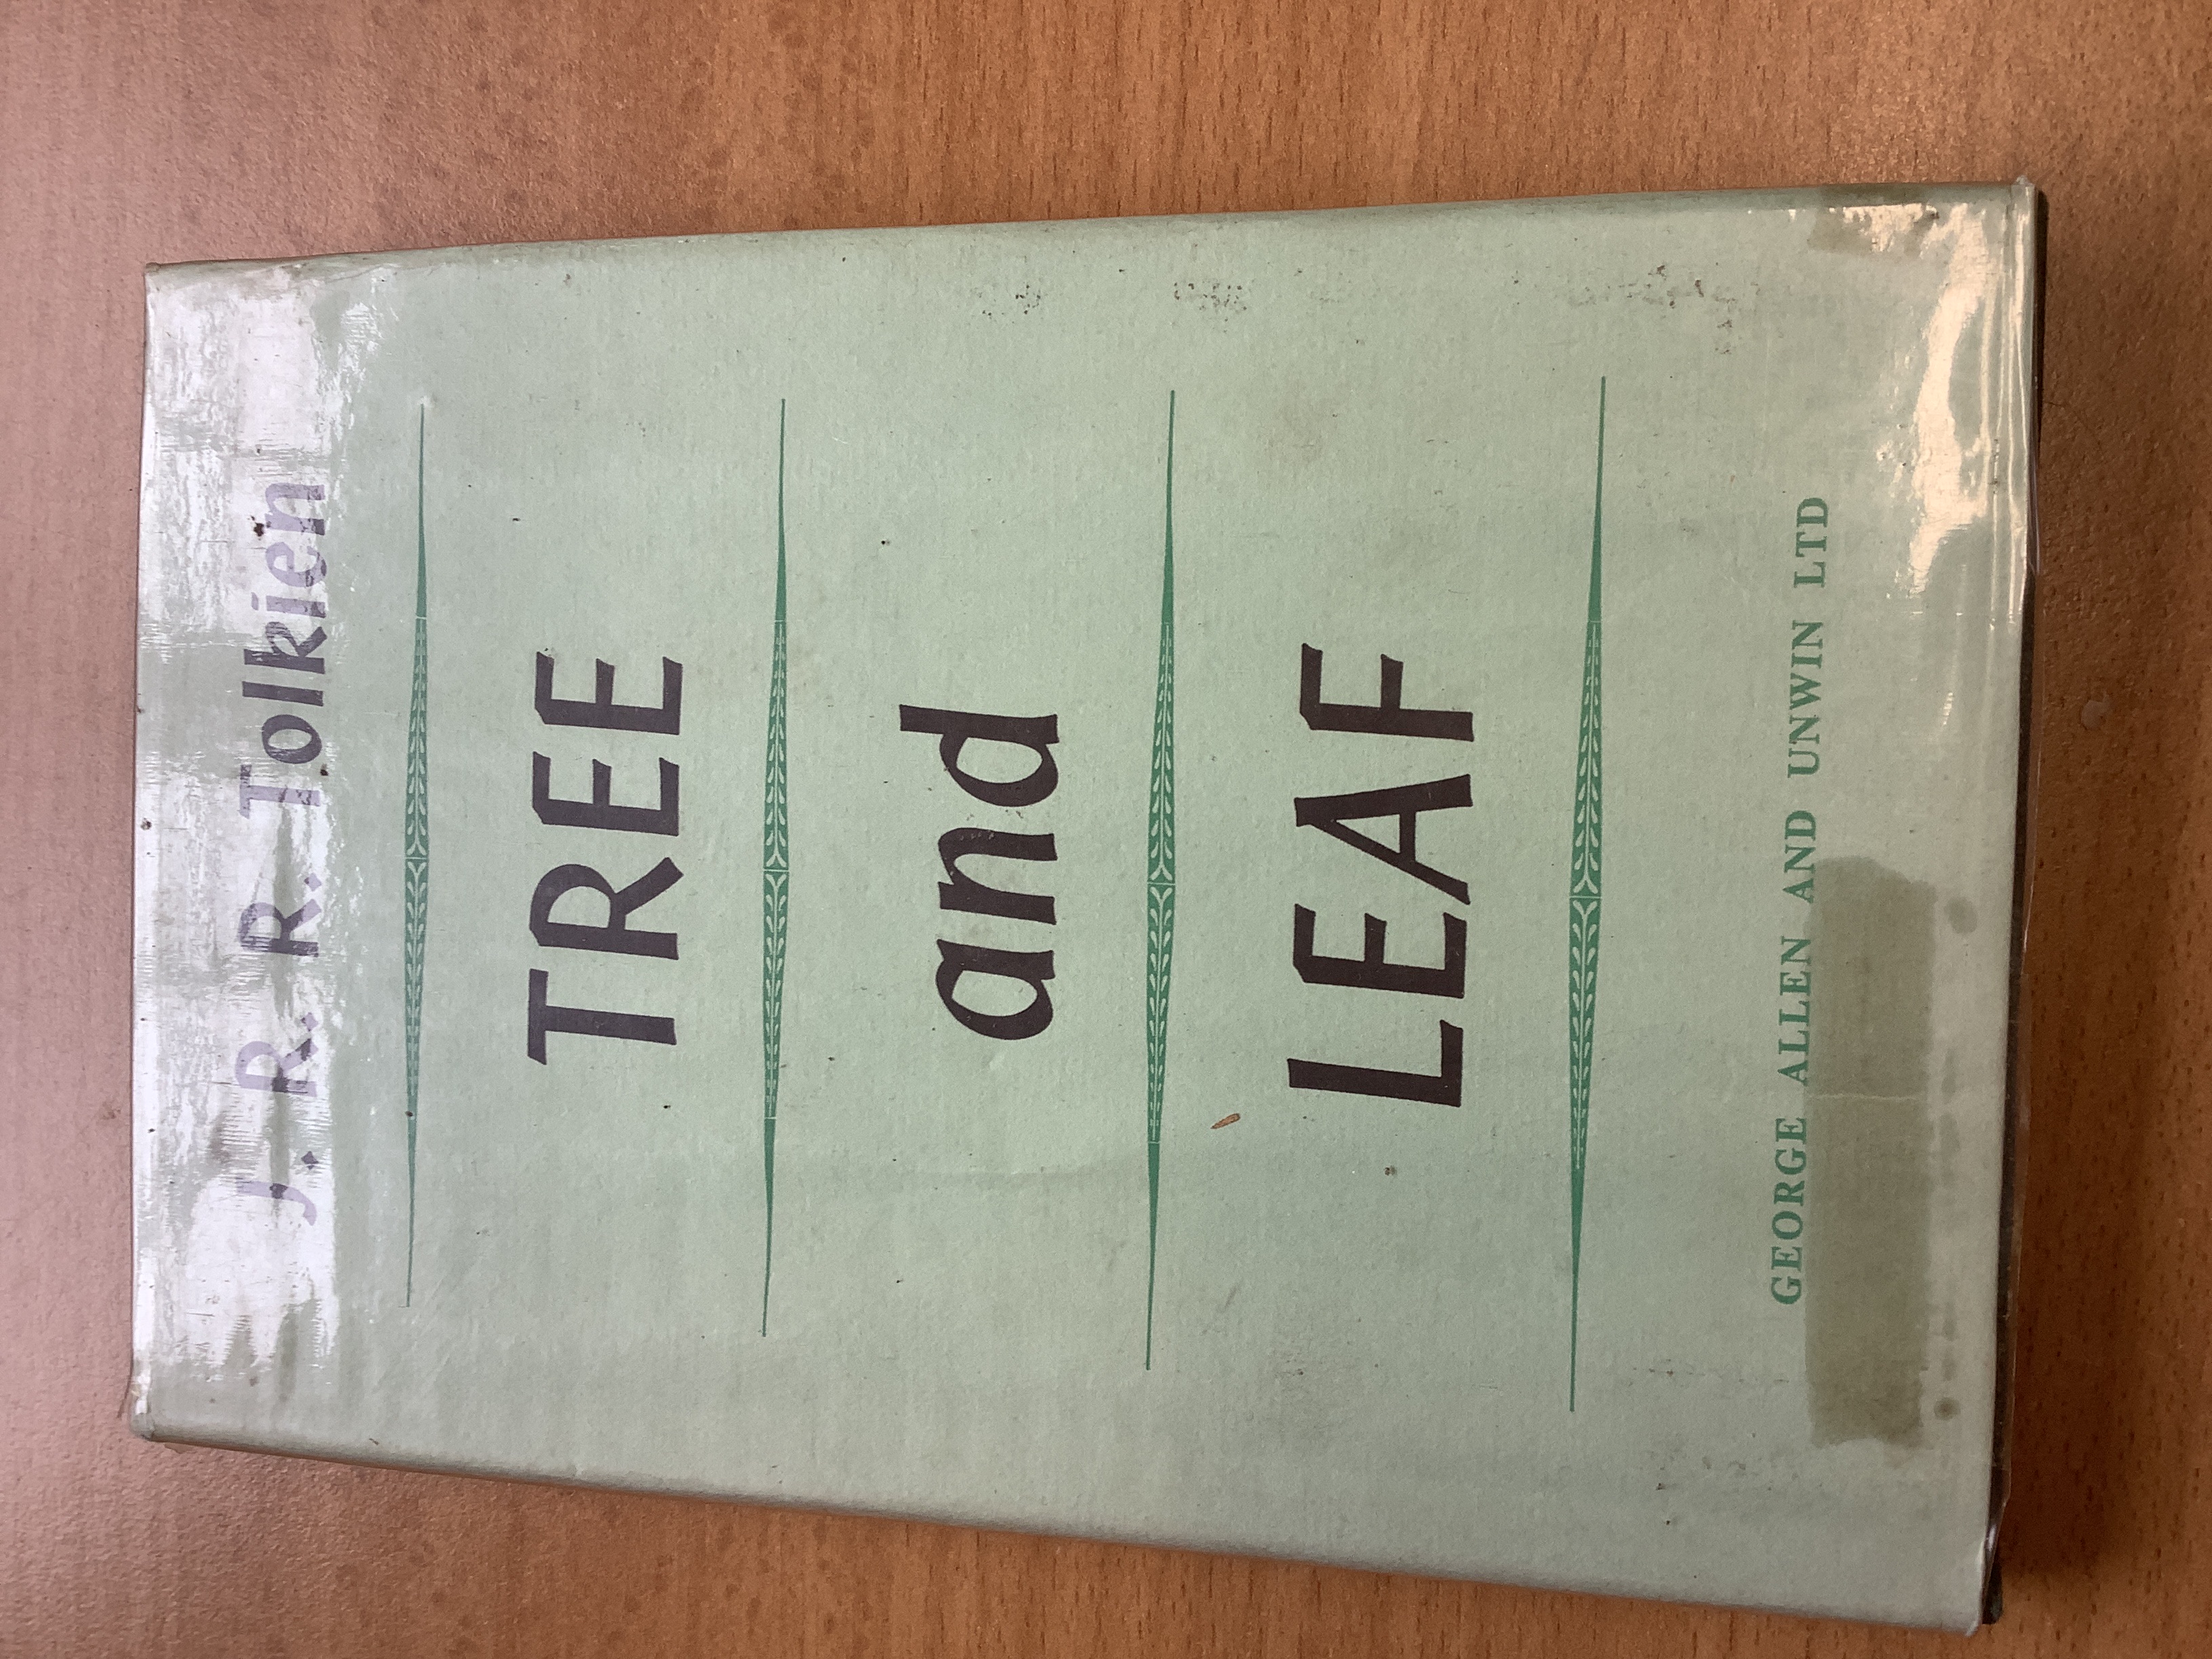 J. R. R. Tolkien
TREE
and
LEAF
GEORGE ALLEN AND UNWIN LTD